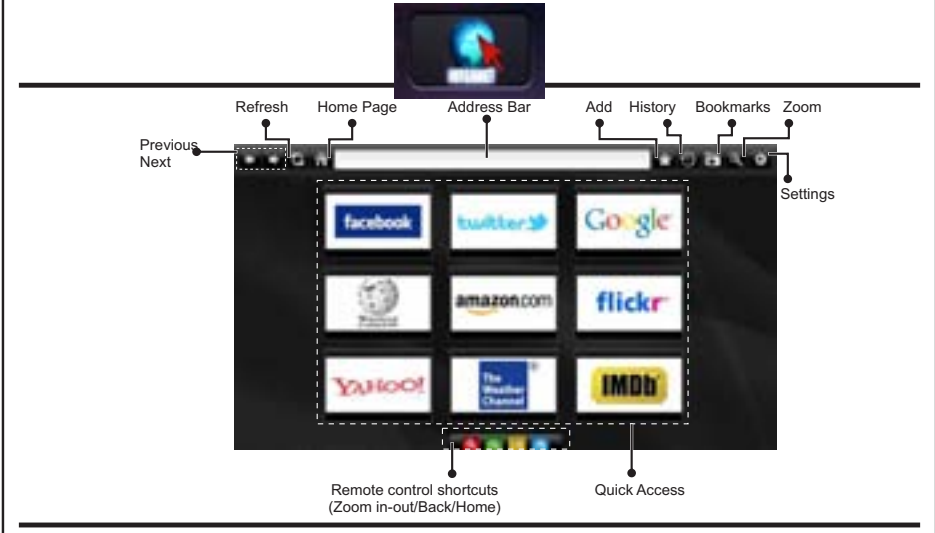 INTERNET
Refresh Home Page Address Bar Add History Bookmarks Zoom
Previous
Next
Settings
facebook twitter Google
amazon.com flickr
YAHOO! The
Weather
Channel IMDb
Remote control shortcuts
(Zoom in-out/Back/Home)
Quick Access